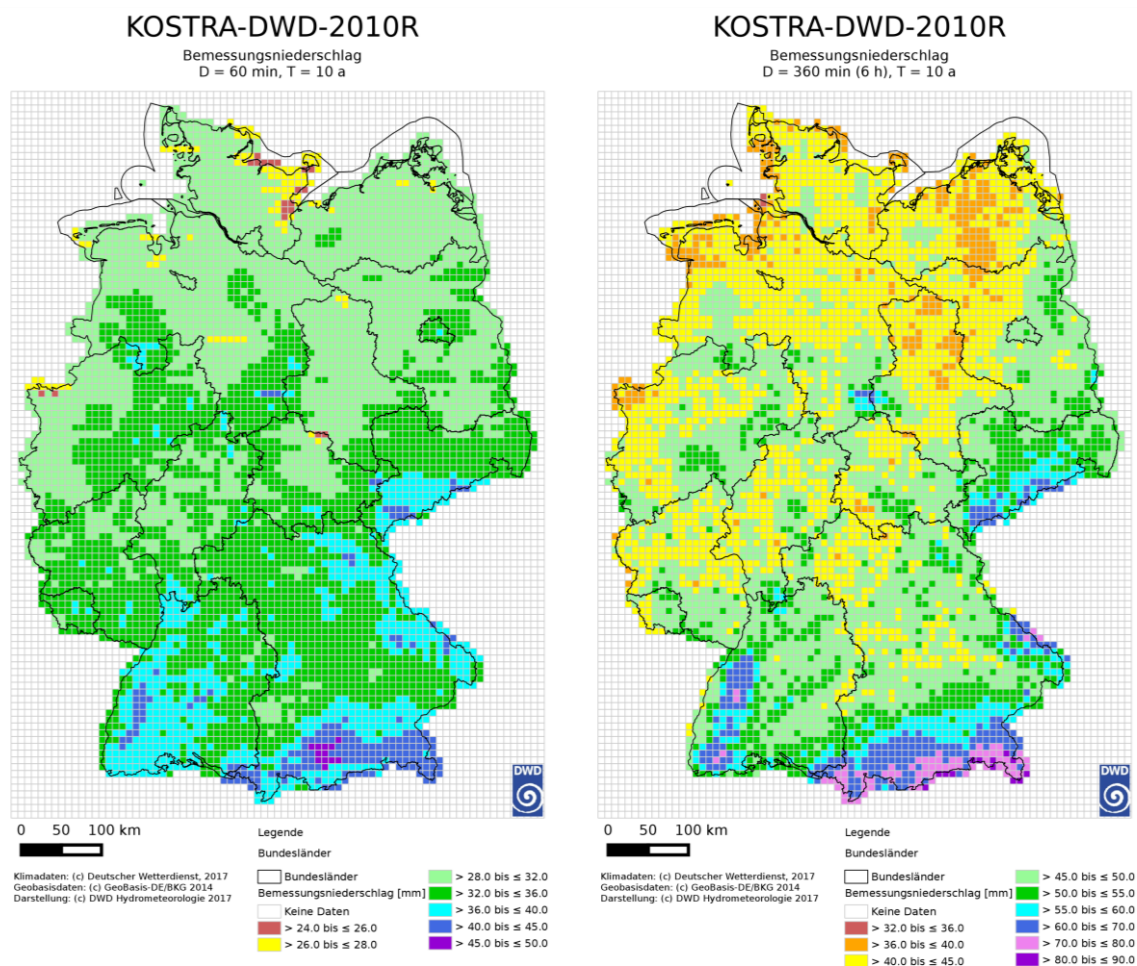 KOSTRA-DWD-2010R
Bemessungsniederschlag
D = 60 min, T = 10 a
DWD
0 50 100 km
Klimadaten: (c) Deutscher Wetterdienst, 2017
Geobasisdaten: (c) GeoBasis-DE/BKG 2014
Darstellung: (c) DWD Hydrometeorologie 2017
Legende
Bundesländer
Bundesländer
Bemessungsniederschlag [mm]
Keine Daten
> 24.0 bis ≤ 26.0
> 26.0 bis ≤ 28.0
> 28.0 bis ≤ 32.0
> 32.0 bis ≤ 36.0
> 36.0 bis ≤ 40.0
> 40.0 bis ≤ 45.0
> 45.0 bis ≤ 50.0
KOSTRA-DWD-2010R
Bemessungsniederschlag
D = 360 min (6 h), T = 10 a
DWD
0 50 100 km
Klimadaten: (c) Deutscher Wetterdienst, 2017
Geobasisdaten: (c) GeoBasis-DE/BKG 2014
Darstellung: (c) DWD Hydrometeorologie 2017
Legende
Bundesländer
Bundesländer
Bemessungsniederschlag [mm]
Keine Daten
> 32.0 bis ≤ 36.0
> 36.0 bis ≤ 40.0
> 40.0 bis ≤ 45.0
> 45.0 bis ≤ 50.0
> 50.0 bis ≤ 55.0
> 55.0 bis ≤ 60.0
> 60.0 bis ≤ 70.0
> 70.0 bis ≤ 80.0
> 80.0 bis ≤ 90.0